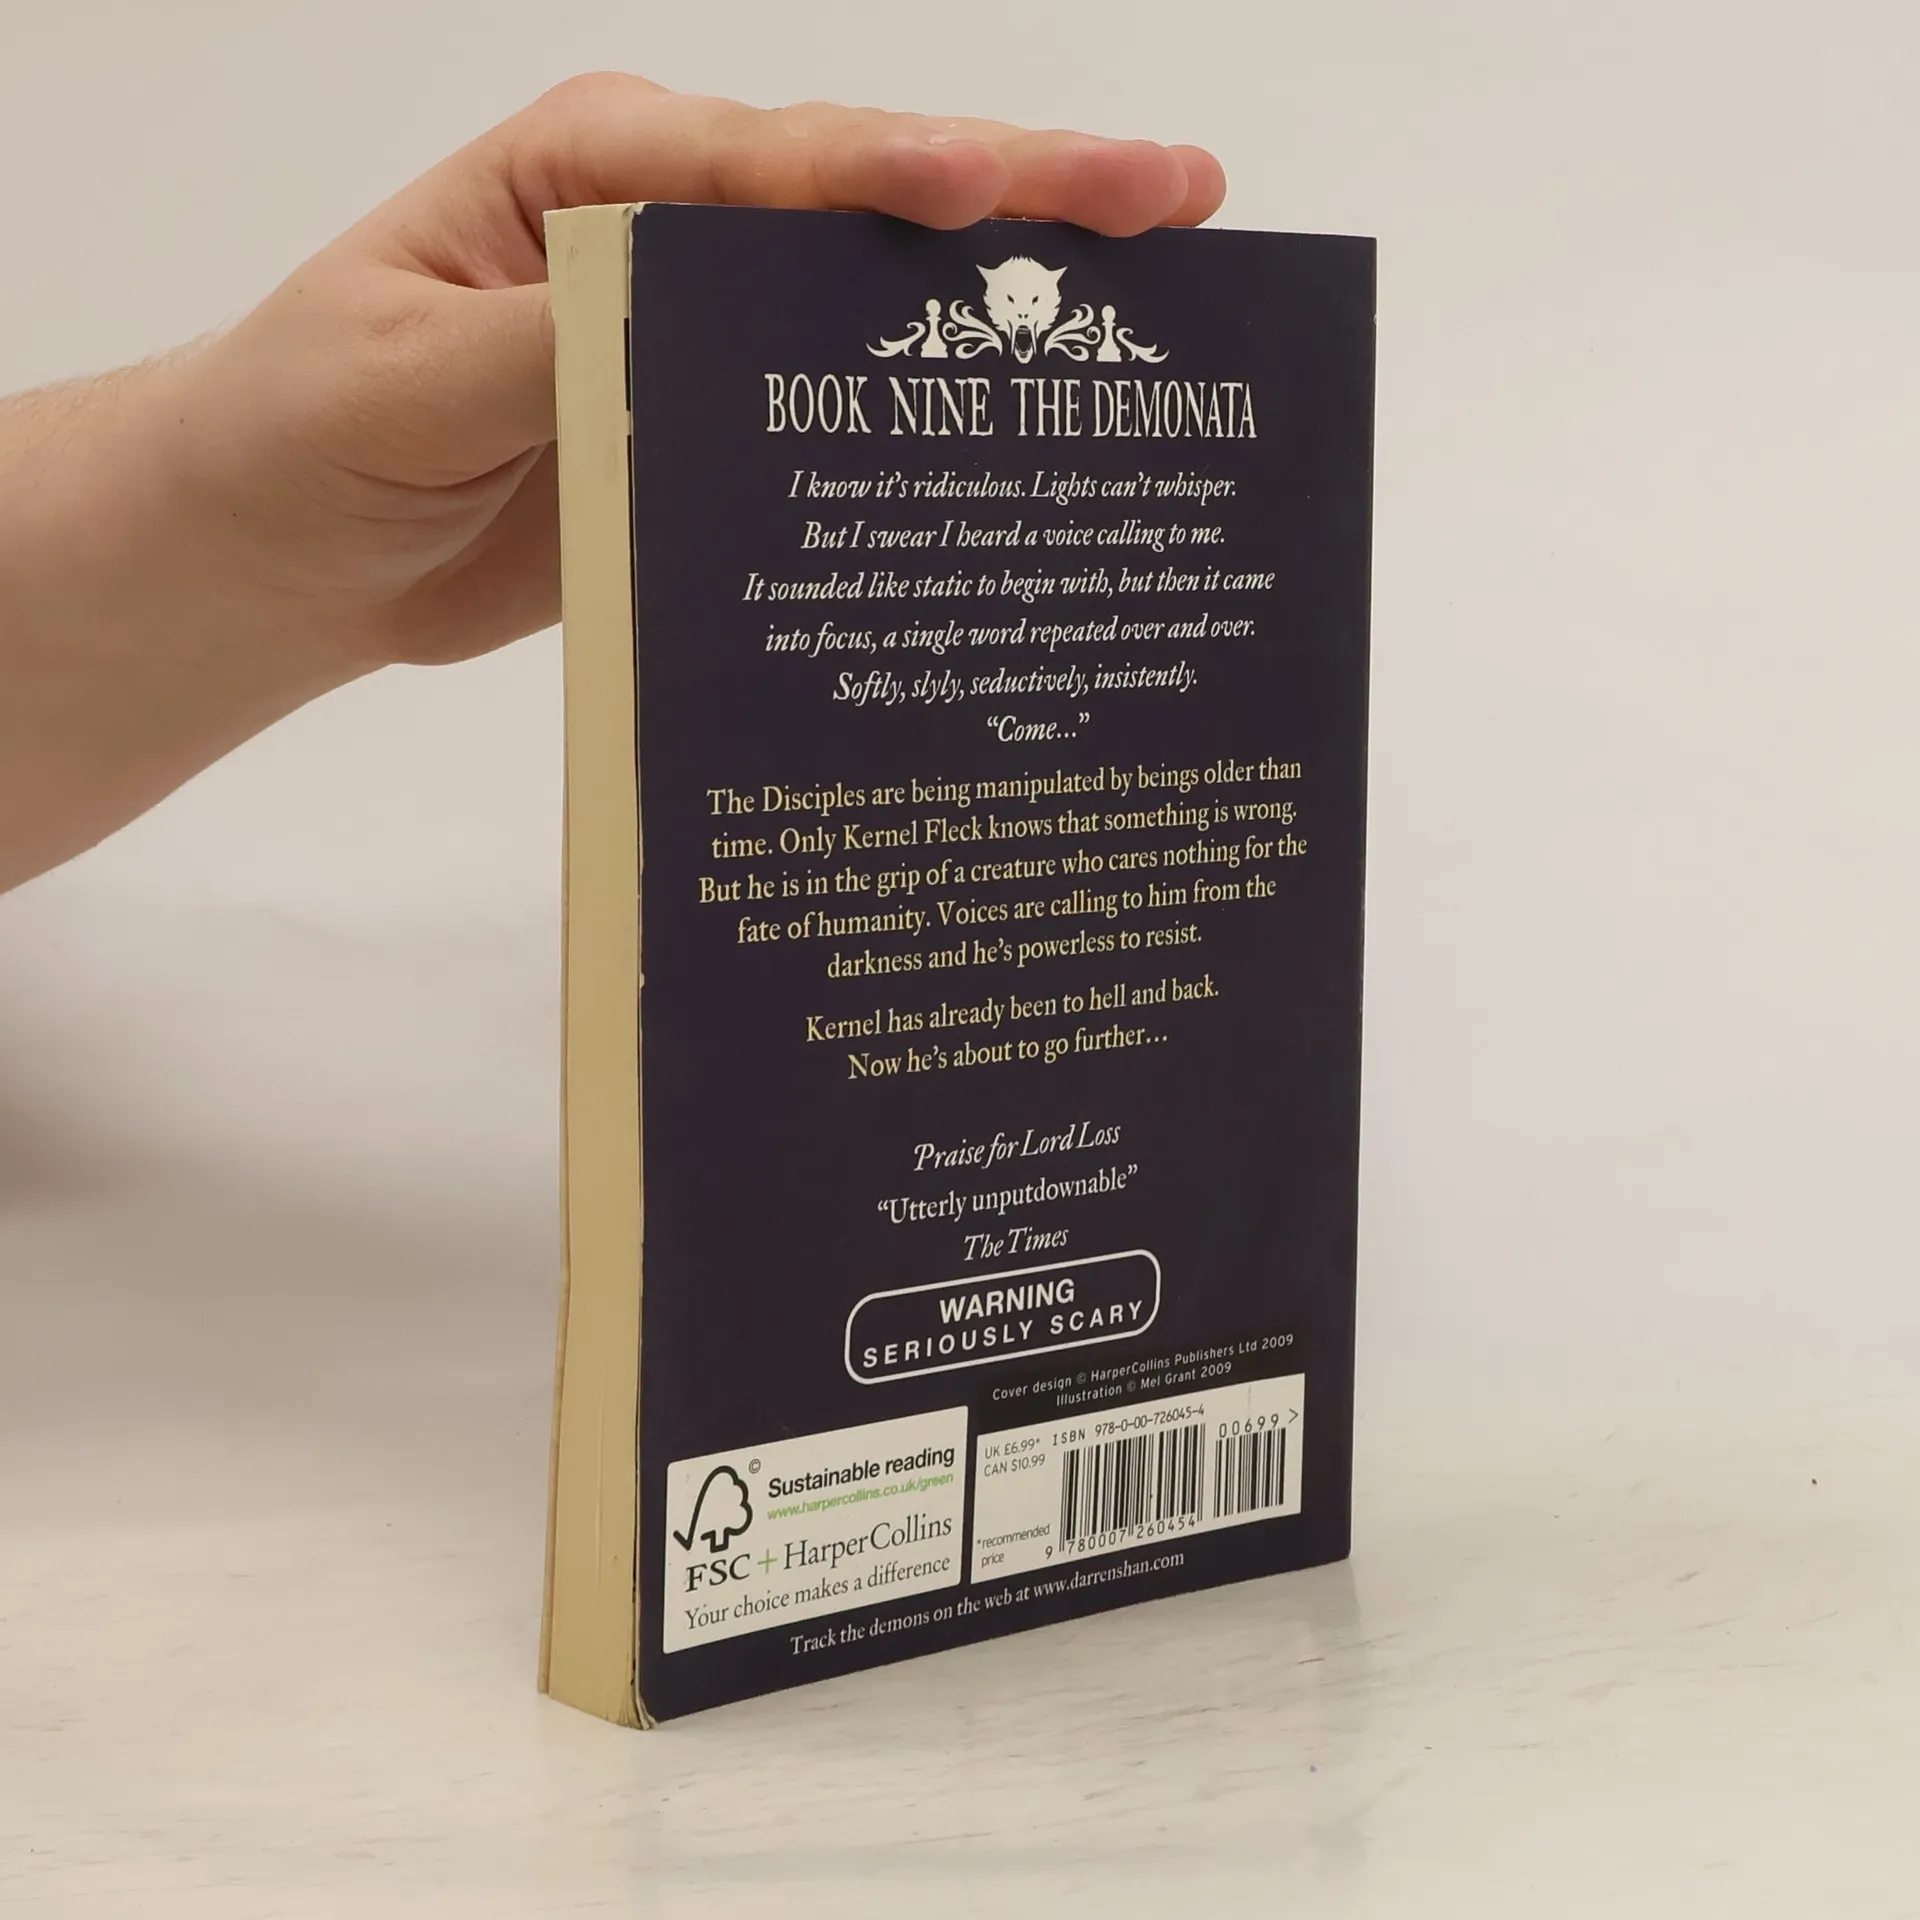 BOOK NINE THE DEMONATA
I know it's ridiculous. Lights can't whisper.
But I swear I heard a voice calling to me.
It sounded like static to begin with, but then it came
into focus, a single word repeated over and over.
Softly, slyly, seductively, insistently.
“Come...”
The Disciples are being manipulated by beings older than
time. Only Kernel Fleck knows that something is wrong.
But he is in the grip of a creature who cares nothing for the
fate of humanity. Voices are calling to him from the
darkness and he's powerless to resist.
Kernel has already been to hell and back.
Now he's about to go further...
Praise for Lord Loss
“Utterly unputdownable”
The Times
WARNING
SERIOUSLY SCARY
Cover design © HarperCollins Publishers Ltd 2009
Illustration © Mel Grant 2009
©
Sustainable reading
www.harpercollins.co.uk/green
FSC + HarperCollins
Your choice makes a difference
UK £6.99* ISBN 978-0-00-726045-4
CAN $10.99
00699 >
*recommended
price
9 780007 260454
Track the demons on the web at www.darrenshan.com